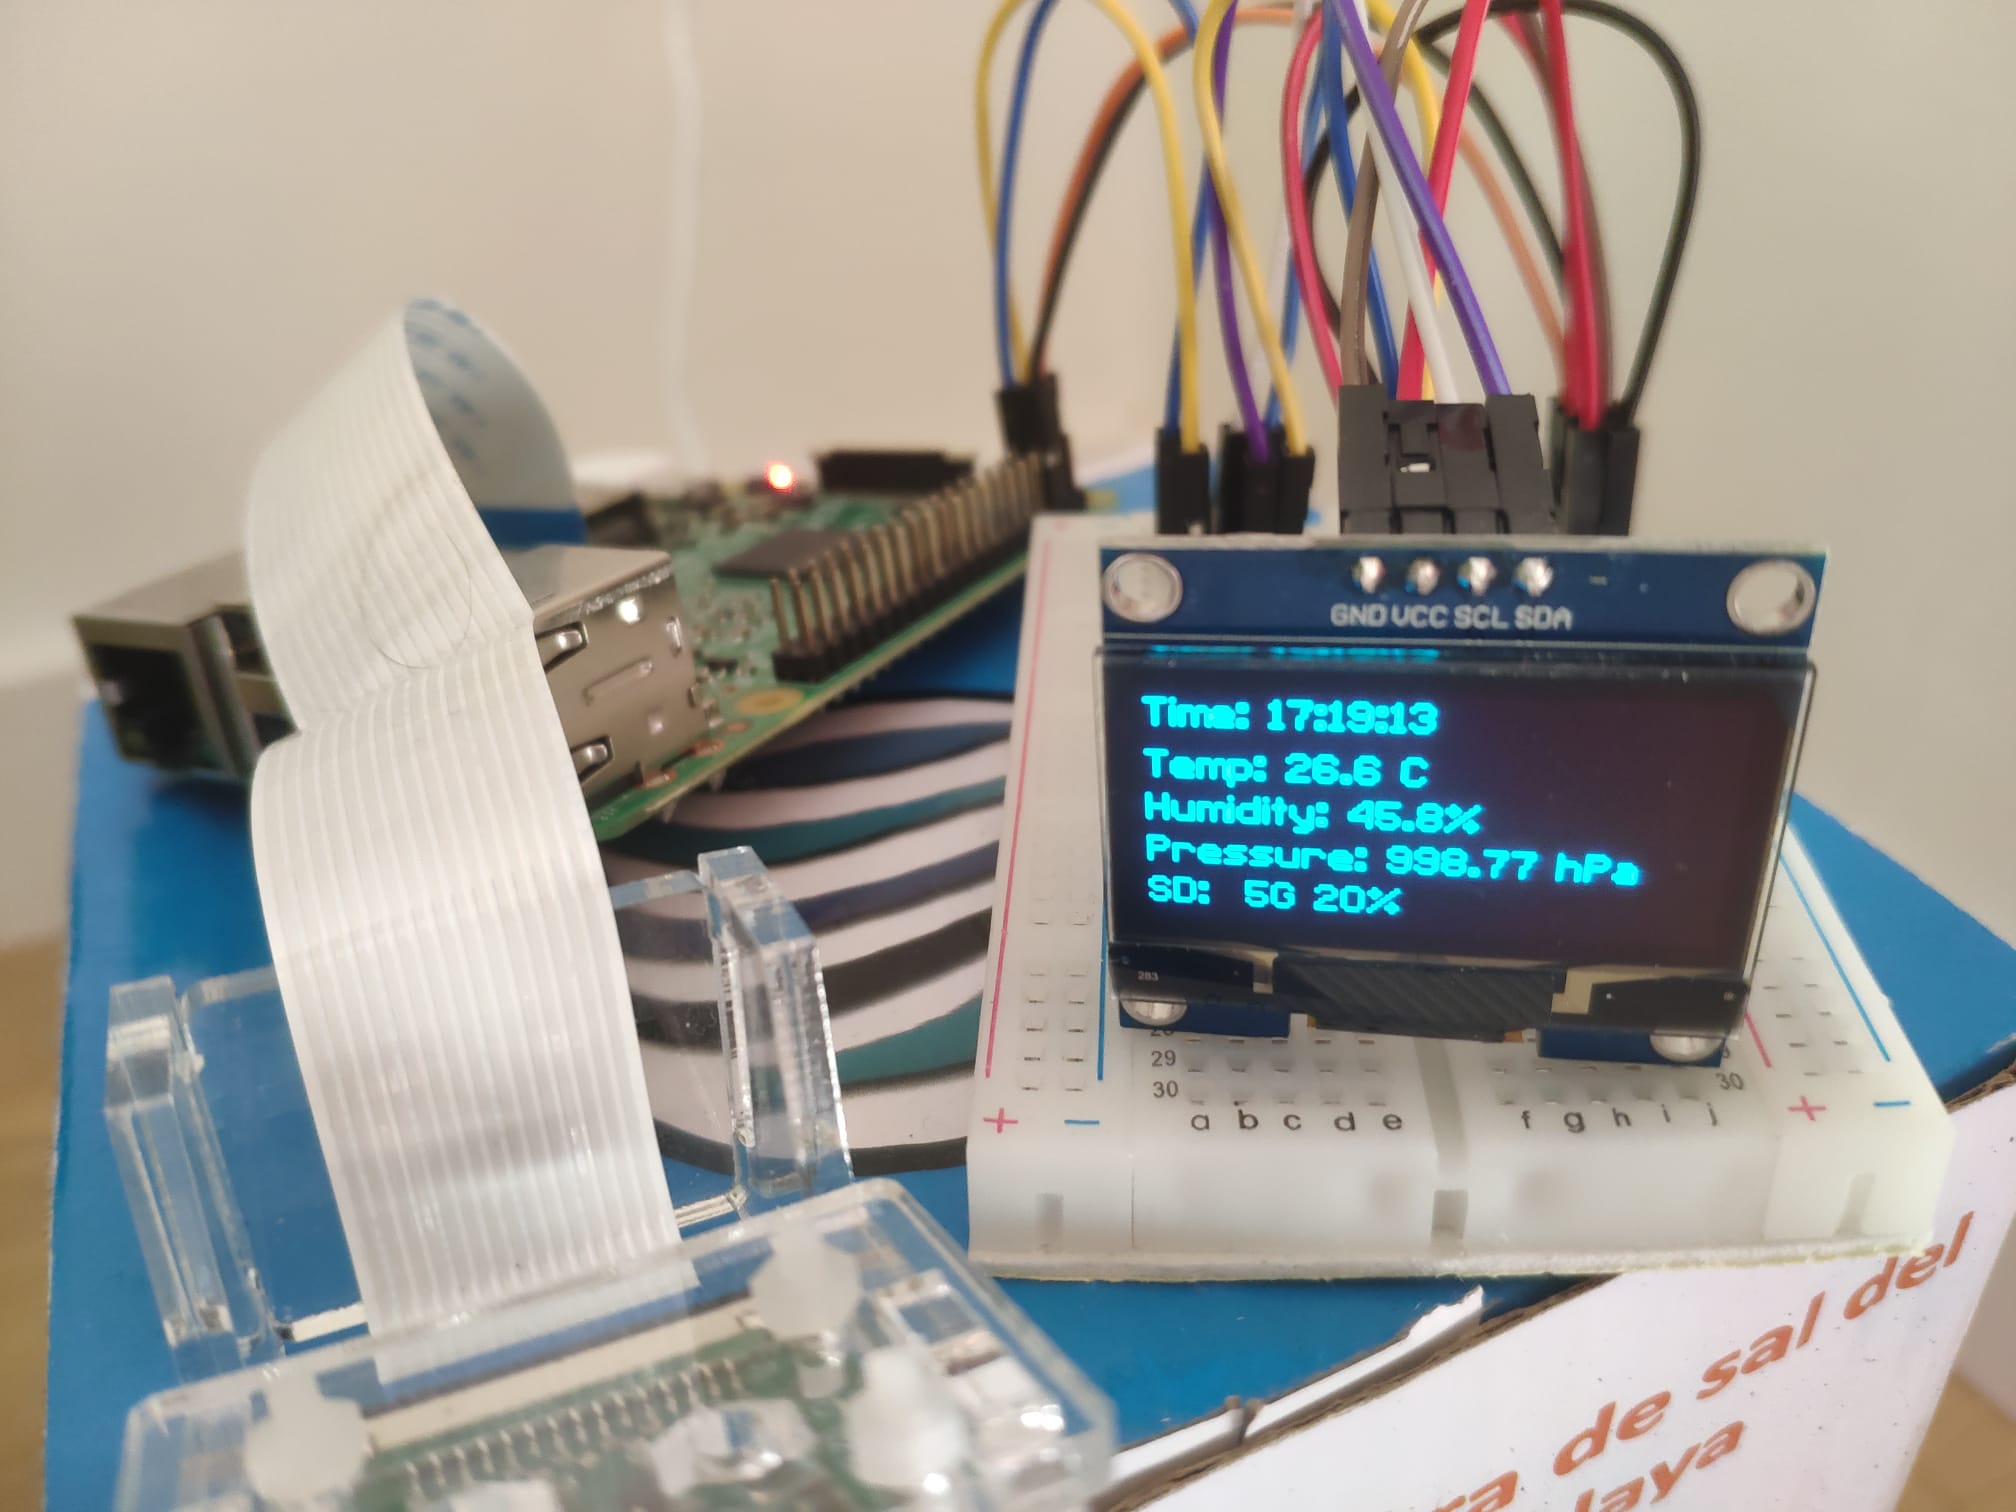 GND VCC SCL SDA
Time: 17:19:13
Temp: 26.6 C
Humidity: 45.8%
Pressure: 998.77 hPa
SD: 5G 20%
283
29
30
30
+ −
a b c d e
f g h i j
+ −
de sal del